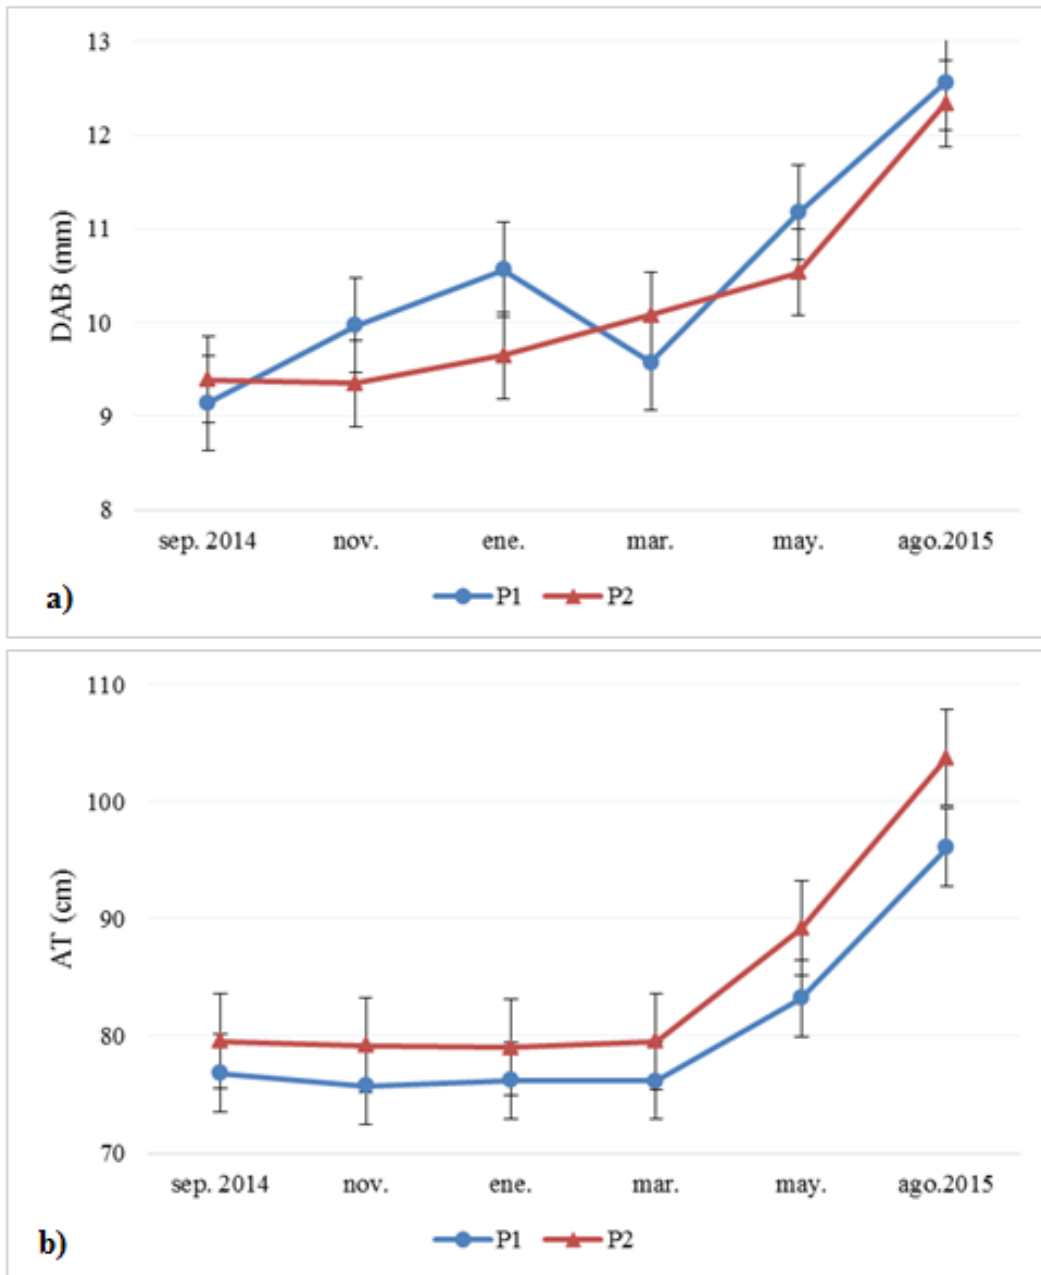 13
12
11
10
9
8
DAB (mm)
sep. 2014 nov. ene. mar. may. ago.2015
a)
P1 P2
110
100
90
80
70
AT (cm)
sep. 2014 nov. ene. mar. may. ago.2015
P1 P2
b)